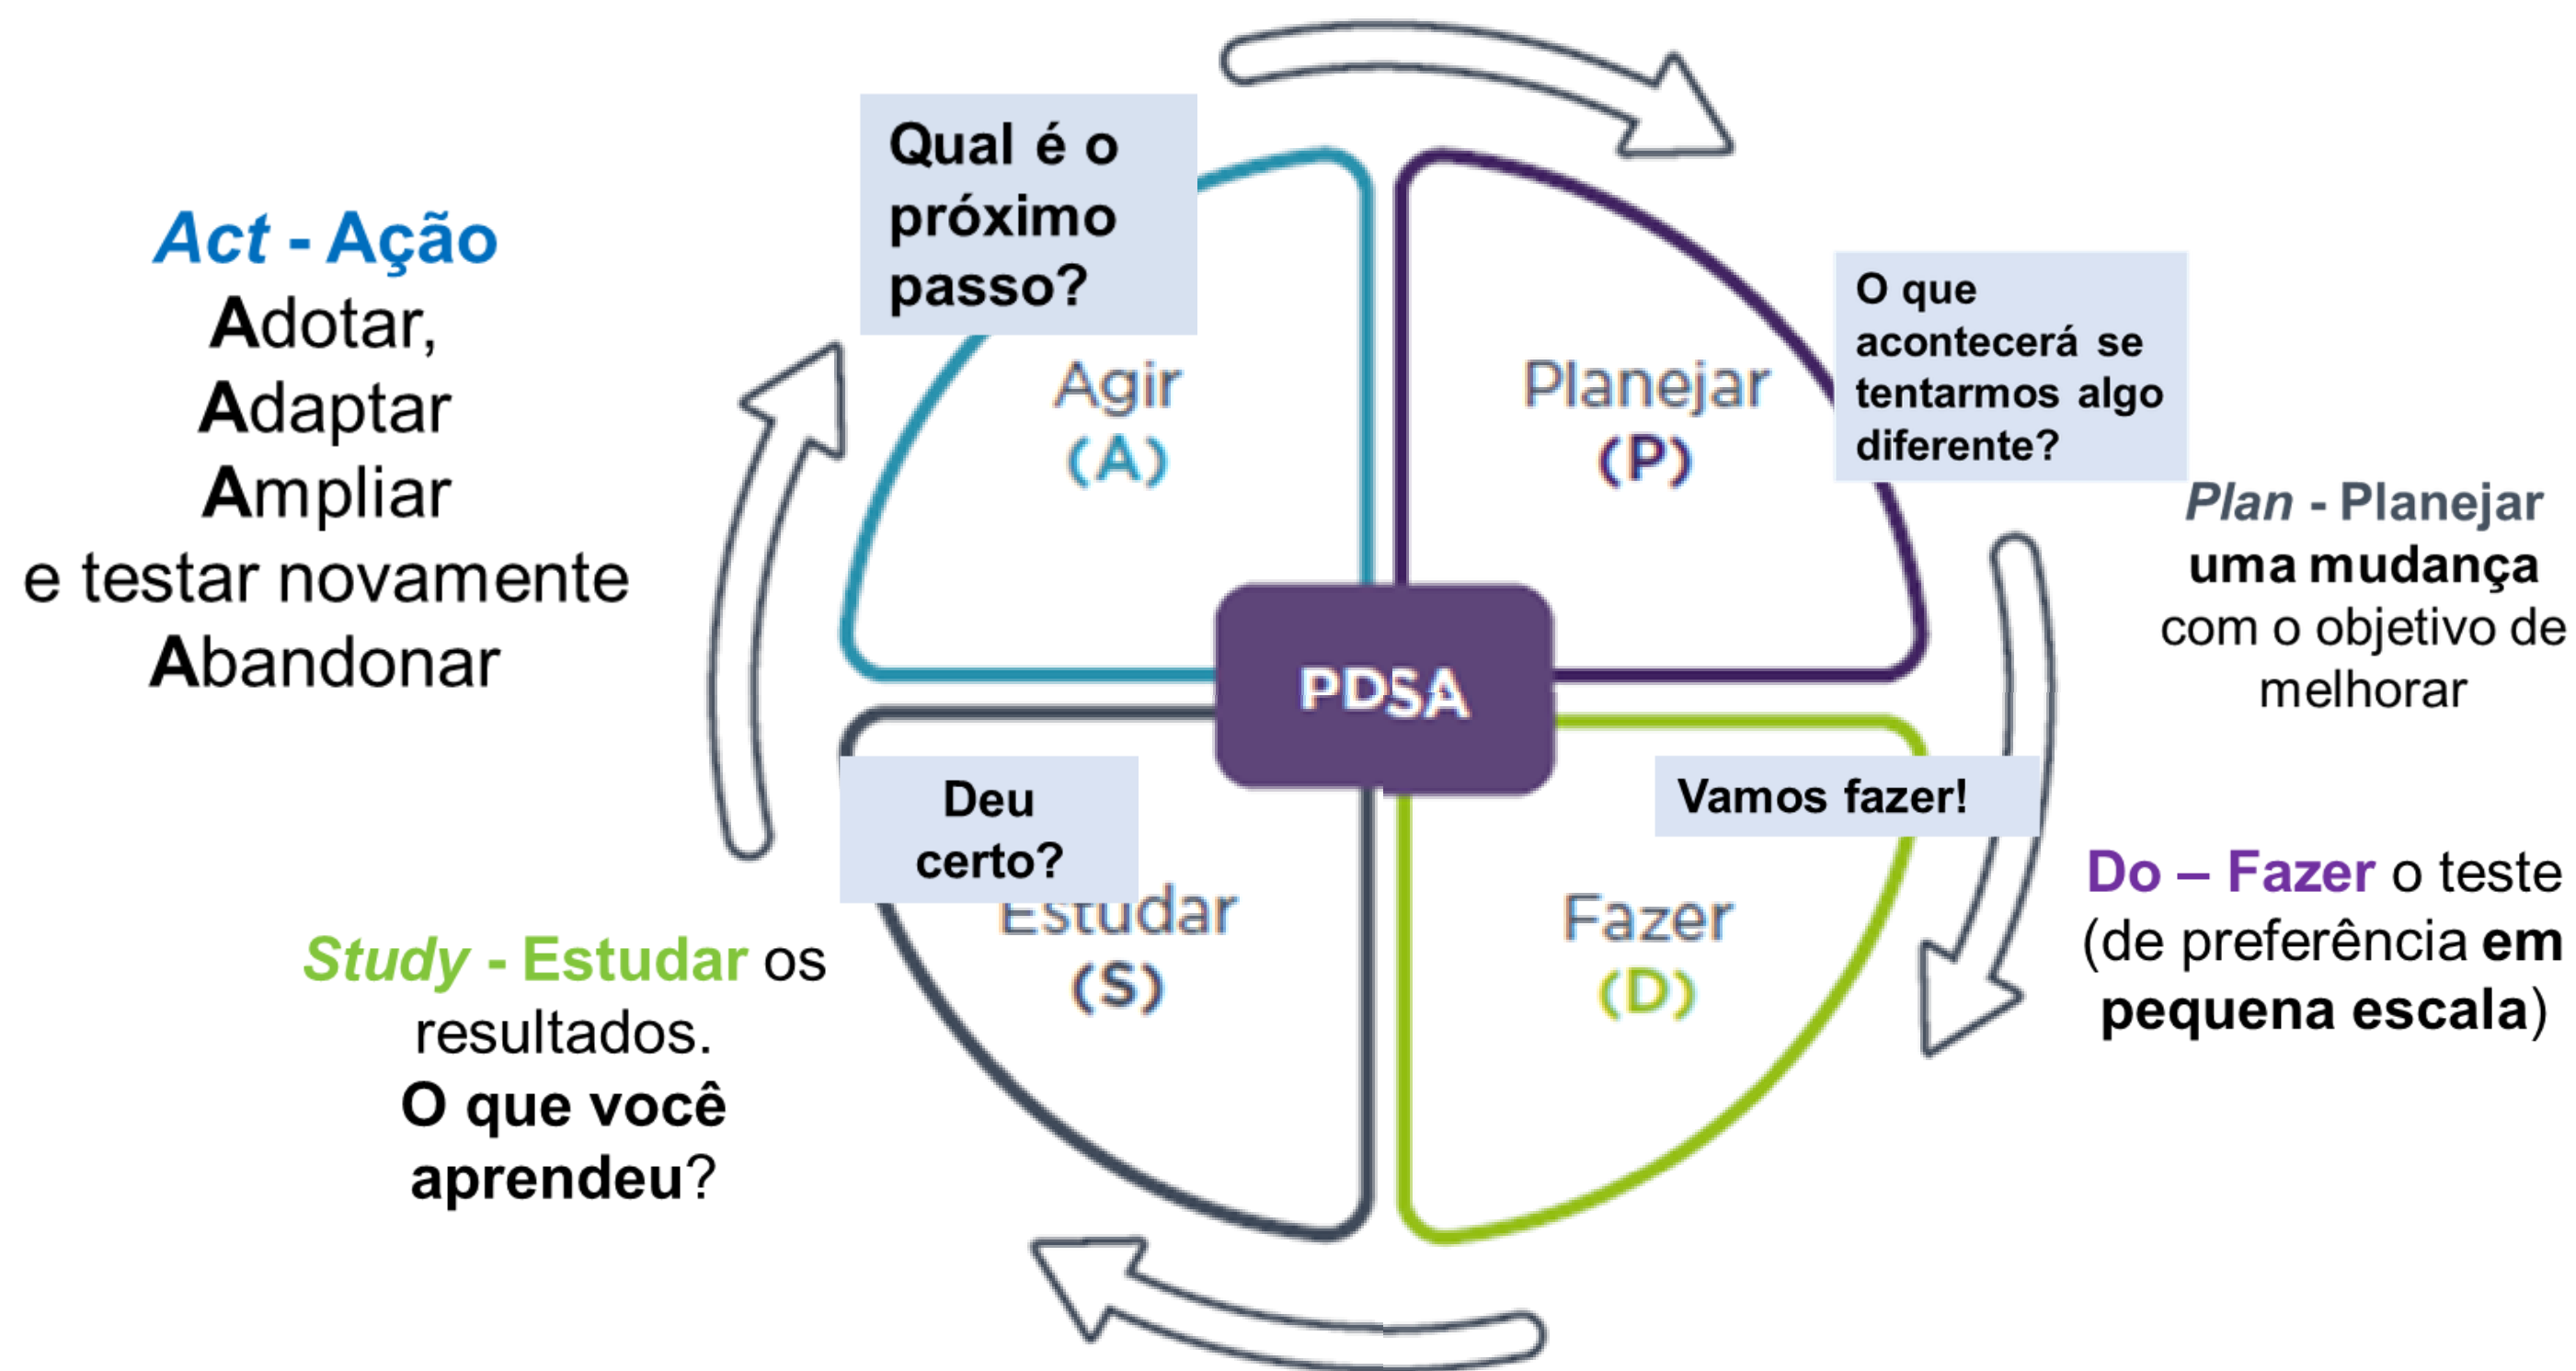 Qual é o
próximo
passo?
Act - Ação
Adotar,
Adaptar
Ampliar
e testar novamente
Abandonar
Agir
(A)
Planejar
(P)
O que
acontecerá se
tentarmos algo
diferente?
Plan - Planejar
uma mudança
com o objetivo de
melhorar
PDSA
Deu
certo?
Estudar
(S)
Vamos fazer!
Fazer
(D)
Do – Fazer o teste
(de preferência em
pequena escala)
Study - Estudar os
resultados.
O que você
aprendeu?